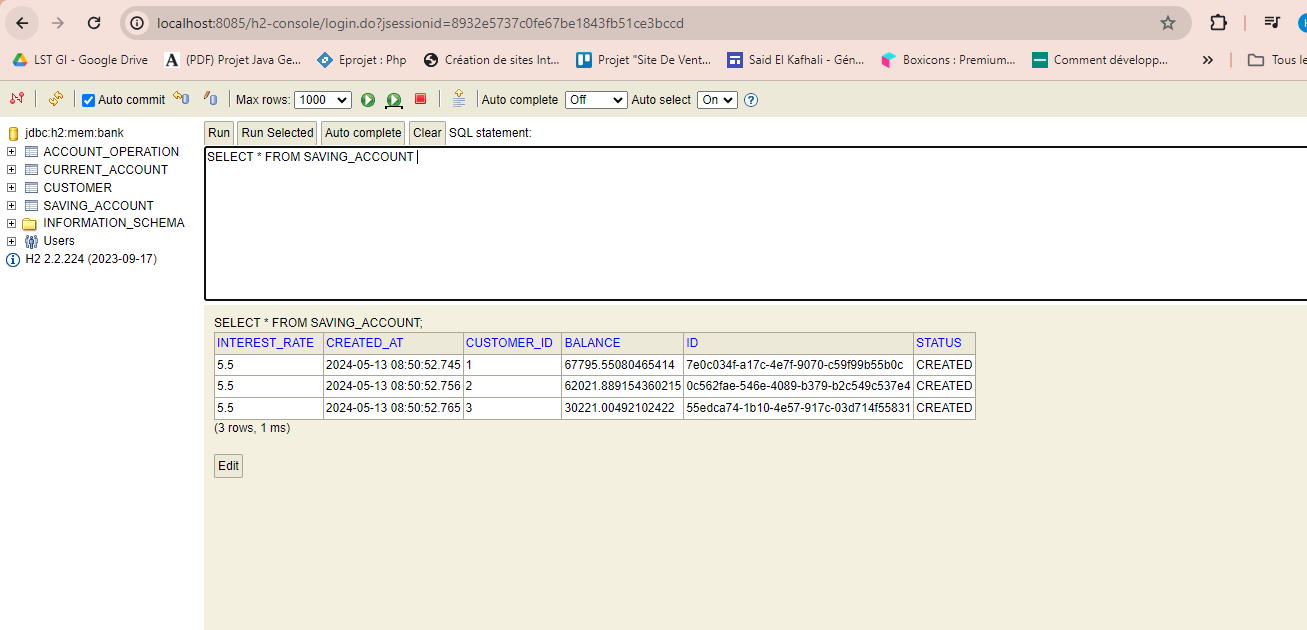 localhost:8085/h2-console/login.do?jsessionid=8932e5737c0fe67be1843fb51ce3bccd
LST GI - Google Drive A (PDF) Projet Java Ge... Eprojet : Php Création de sites Int... Projet "Site De Vent... Said El Kafhali - Gén... Boxicons : Premium... Comment développ... » Tous le
Auto commit Max rows: 1000 Auto complete Off Auto select On ?
jdbc:h2:mem:bank
ACCOUNT_OPERATION
CURRENT_ACCOUNT
CUSTOMER
SAVING_ACCOUNT
INFORMATION_SCHEMA
Users
H2 2.2.224 (2023-09-17)
Run Run Selected Auto complete Clear SQL statement:
SELECT * FROM SAVING_ACCOUNT
SELECT * FROM SAVING_ACCOUNT;
INTEREST_RATE CREATED_AT CUSTOMER_ID BALANCE ID STATUS
5.5 2024-05-13 08:50:52.745 1 67795.55080465414 7e0c034f-a17c-4e7f-9070-c59f99b55b0c CREATED
5.5 2024-05-13 08:50:52.756 2 62021.889154360215 0c562fae-546e-4089-b379-b2c549c537e4 CREATED
5.5 2024-05-13 08:50:52.765 3 30221.00492102422 55edca74-1b10-4e57-917c-03d714f55831 CREATED
(3 rows, 1 ms)
Edit